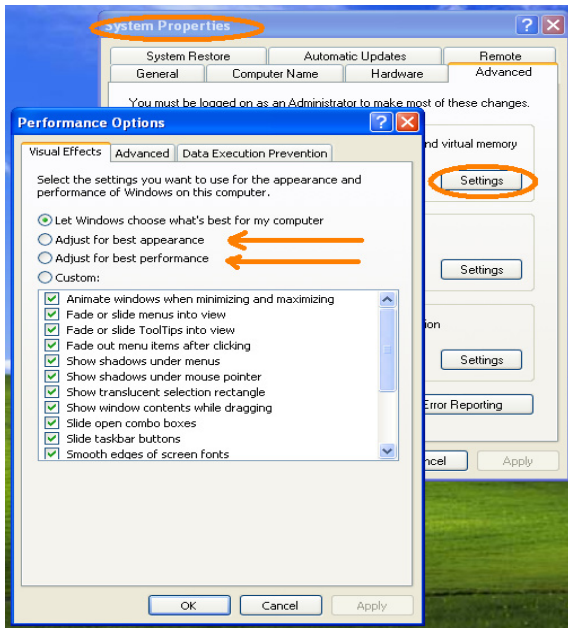 System Properties
System Restore
Automatic Updates
Remote
General
Computer Name
Hardware
Advanced
You must be logged on as an Administrator to make most of these changes.
nd virtual memory
Settings
Settings
ion
Settings
Error Reporting
ncel
Apply
Performance Options
Visual Effects
Advanced
Data Execution Prevention
Select the settings you want to use for the appearance and
performance of Windows on this computer.
Let Windows choose what's best for my computer
Adjust for best appearance
Adjust for best performance
Custom:
Animate windows when minimizing and maximizing
Fade or slide menus into view
Fade or slide ToolTips into view
Fade out menu items after clicking
Show shadows under menus
Show shadows under mouse pointer
Show translucent selection rectangle
Show window contents while dragging
Slide open combo boxes
Slide taskbar buttons
Smooth edges of screen fonts
OK
Cancel
Apply